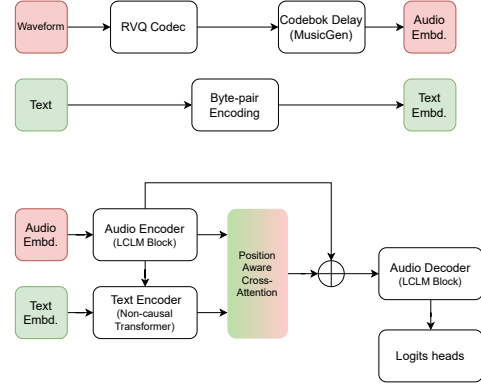 Waveform
RVQ Codec
Codebok Delay
(MusicGen)
Audio
Embd.
Text
Byte-pair
Encoding
Text
Embd.
Audio
Embd.
Audio Encoder
(LCLM Block)
Position
Aware
Cross-
Attention
Audio Decoder
(LCLM Block)
Text
Embd.
Text Encoder
(Non-causal
Transformer)
Logits heads